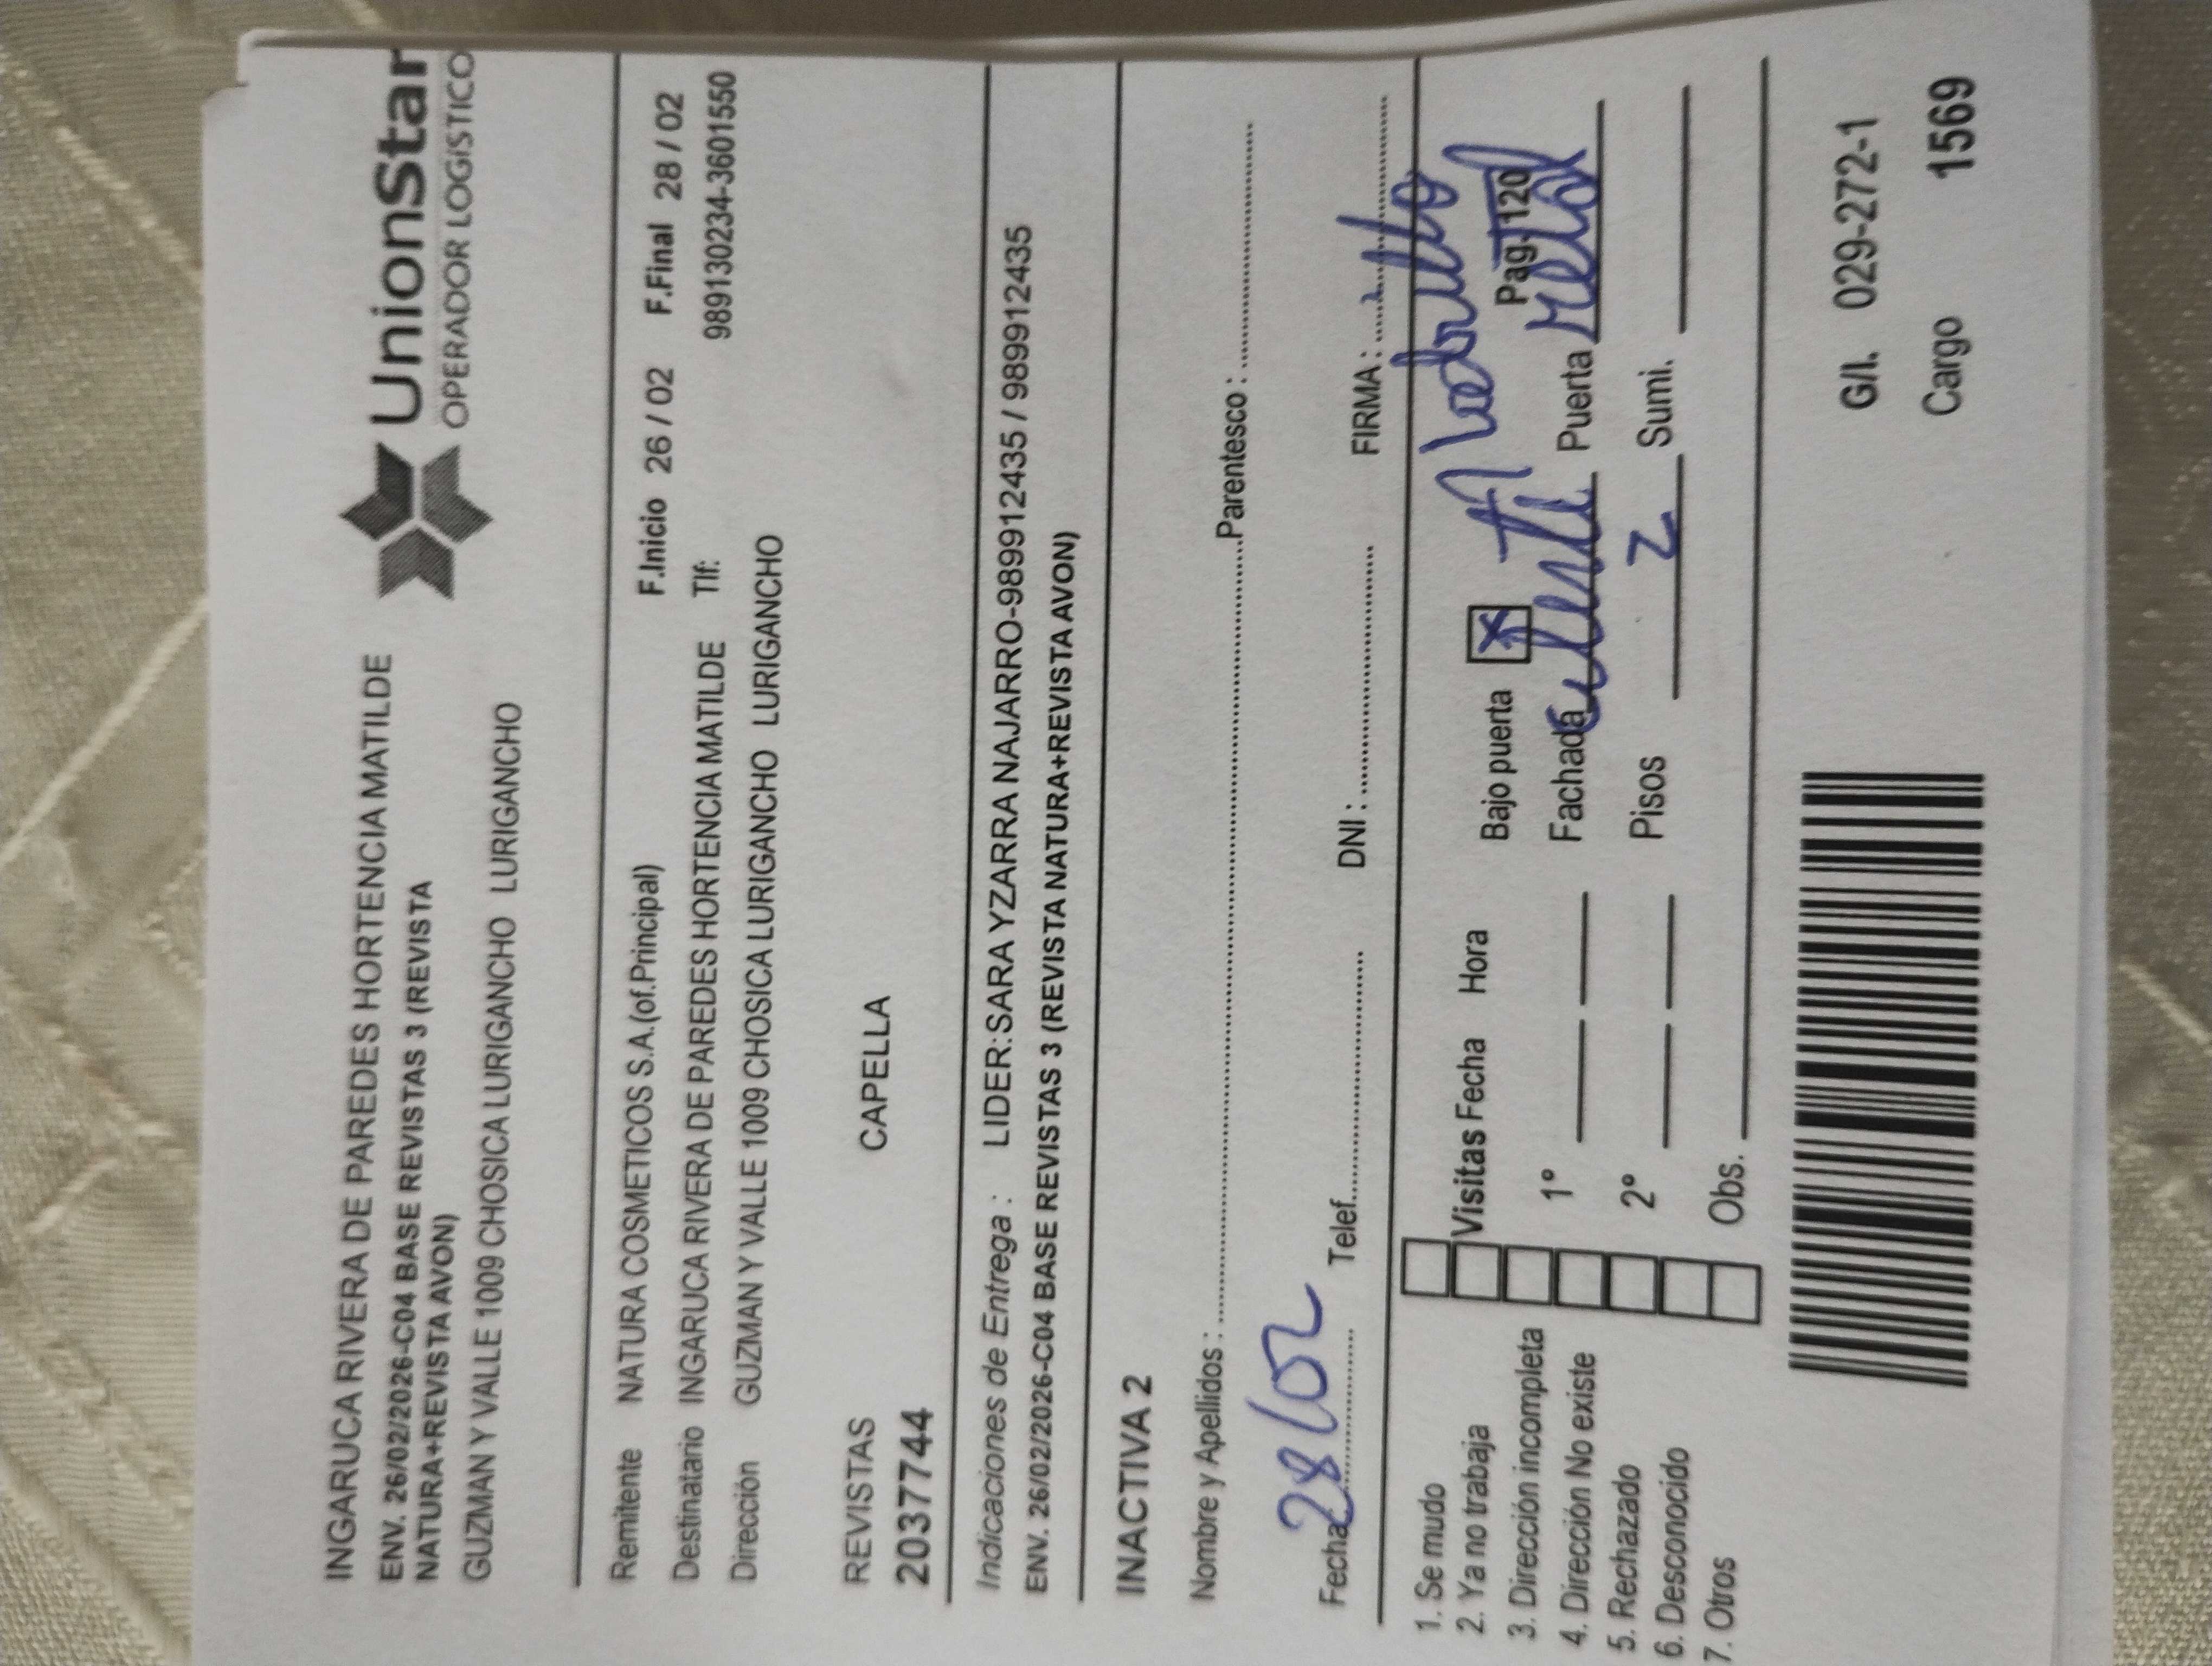 INGARUCA RIVERA DE PAREDES HORTENCIA MATILDE
ENV. 26/02/2026-C04 BASE REVISTAS 3 (REVISTA
NATURA+REVISTA AVON)
GUZMAN Y VALLE 1009 CHOSICA LURIGANCHO LURIGANCHO
UnionStar
OPERADOR LOGÍSTICO
Remitente NATURA COSMETICOS S.A.(of.Principal) F.Inicio 26 / 02 F.Final 28 / 02
Destinatario INGARUCA RIVERA DE PAREDES HORTENCIA MATILDE Tlf: 989130234-3601550
Dirección GUZMAN Y VALLE 1009 CHOSICA LURIGANCHO LURIGANCHO
REVISTAS CAPELLA
2037744
Indicaciones de Entrega : LIDER:SARA YZARRA NAJARRO-989912435 / 989912435
ENV. 26/02/2026-C04 BASE REVISTAS 3 (REVISTA NATURA+REVISTA AVON)
INACTIVA 2
Nombre y Apellidos : Parentesco :
Fecha 28/02 Telef. DNI : FIRMA :
1. Se mudo
2. Ya no trabaja
3. Dirección incompleta
4. Dirección No existe
5. Rechazado
6. Desconocido
7. Otros
Visitas Fecha Hora
1º
2º
Obs.
Bajo puerta X Ladrillo
Pag. 120
Fachada Puerta Metal
Pisos 2 Sumi.
G/I. 029-272-1
Cargo 1569